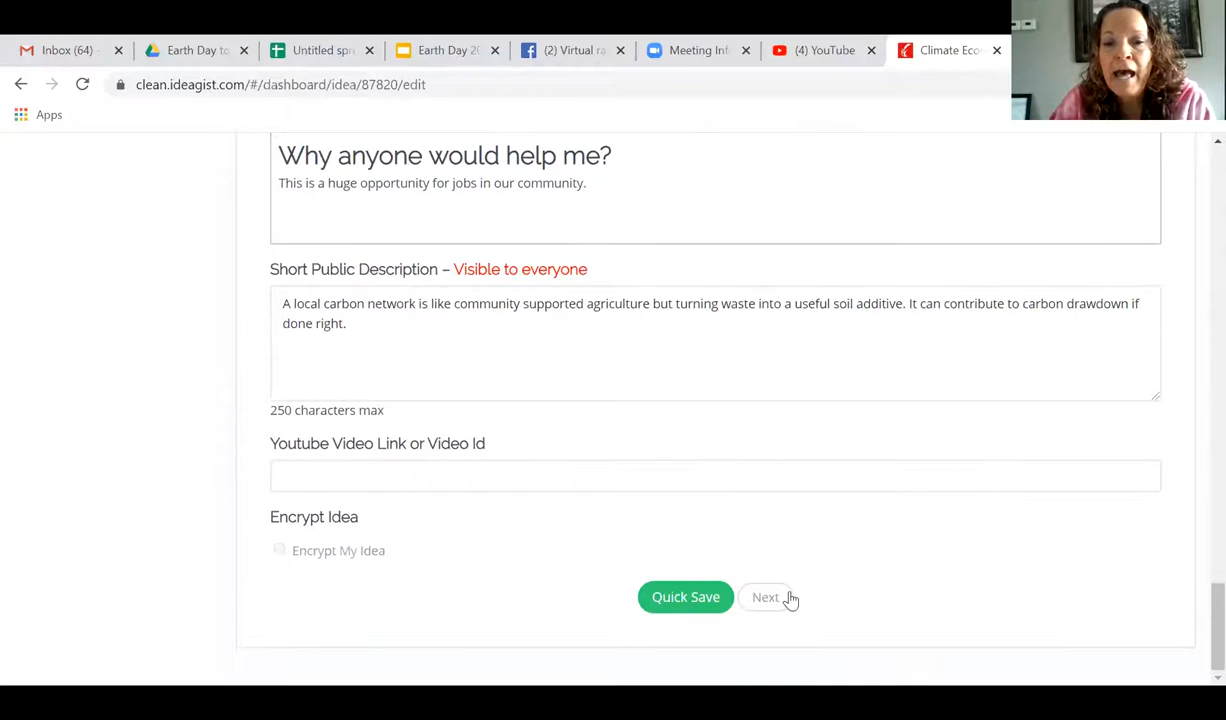 Inbox (64)
Earth Day to
Untitled spr
Earth Day 20
(2) Virtual ra
Meeting Inf
(4) YouTube
Climate Eco
clean.ideagist.com/#/dashboard/idea/87820/edit
Apps
Why anyone would help me?
This is a huge opportunity for jobs in our community.
Short Public Description – Visible to everyone
A local carbon network is like community supported agriculture but turning waste into a useful soil additive. It can contribute to carbon drawdown if
done right.
250 characters max
Youtube Video Link or Video Id
Encrypt Idea
Encrypt My Idea
Quick Save
Next